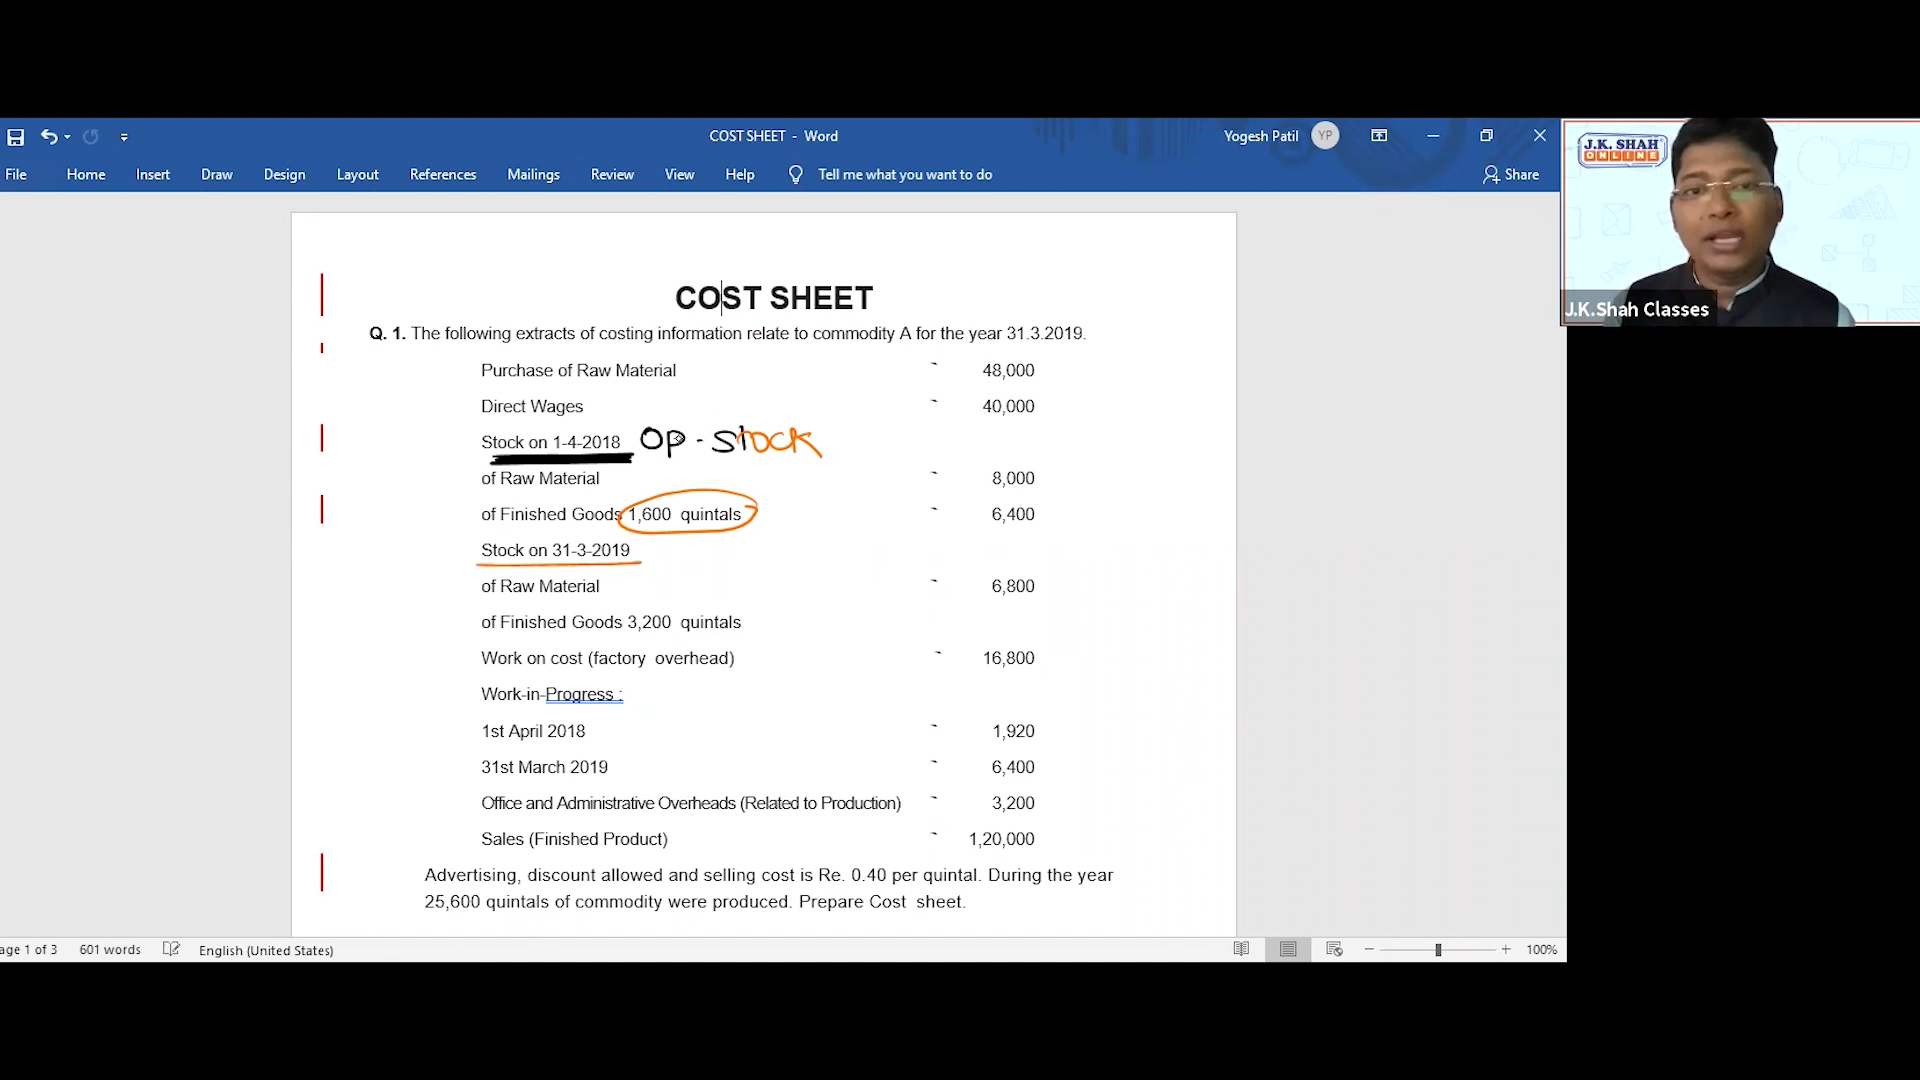 COST SHEET - Word
Yogesh Patil YP
File Home Insert Draw Design Layout References Mailings Review View Help Tell me what you want to do Share
J.K. SHAH
ONLINE
J.K.Shah Classes
COST SHEET
Q. 1. The following extracts of costing information relate to commodity A for the year 31.3.2019.
Purchase of Raw Material ` 48,000
Direct Wages ` 40,000
Stock on 1-4-2018 OP - Stock
of Raw Material ` 8,000
of Finished Goods 1,600 quintals ` 6,400
Stock on 31-3-2019
of Raw Material ` 6,800
of Finished Goods 3,200 quintals
Work on cost (factory overhead) ` 16,800
Work-in-Progress :
1st April 2018 ` 1,920
31st March 2019 ` 6,400
Office and Administrative Overheads (Related to Production) ` 3,200
Sales (Finished Product) ` 1,20,000
Advertising, discount allowed and selling cost is Re. 0.40 per quintal. During the year
25,600 quintals of commodity were produced. Prepare Cost sheet.
age 1 of 3 601 words English (United States) 100%